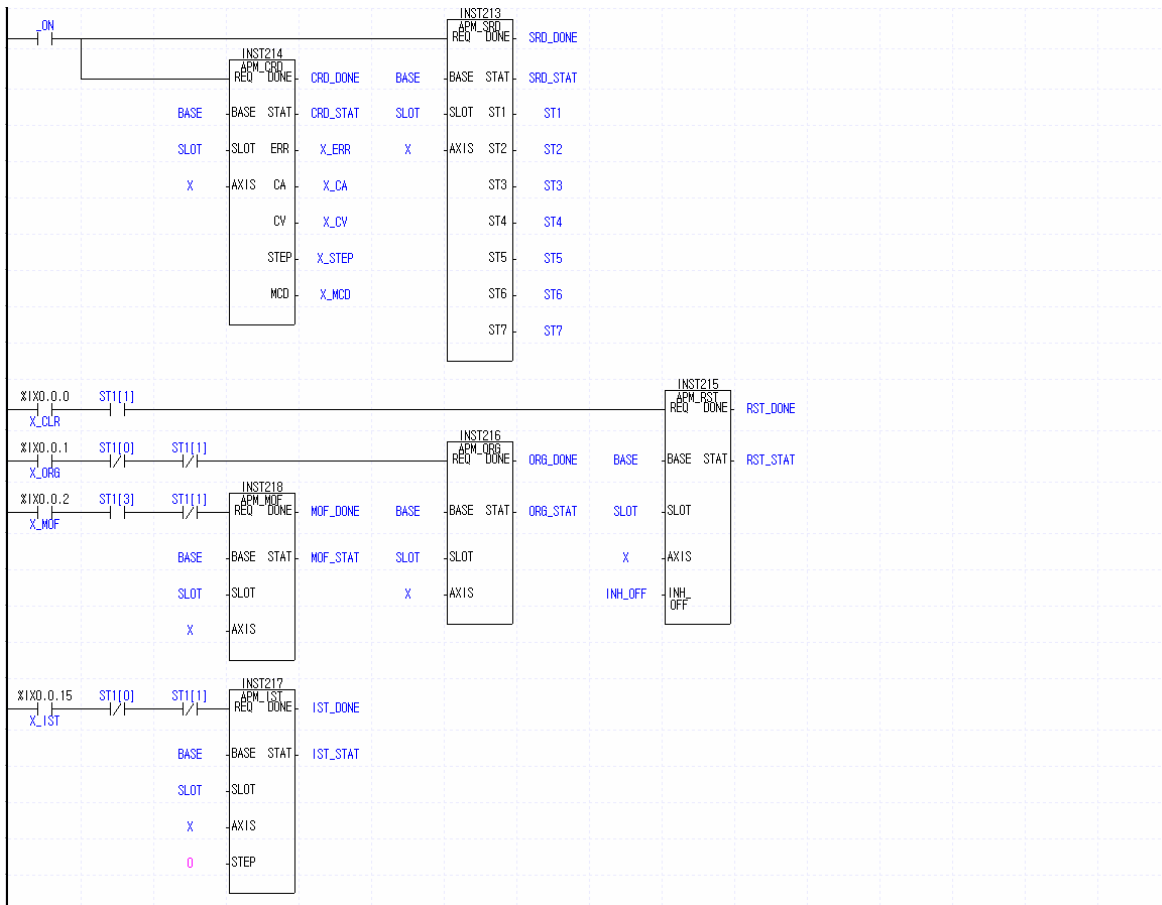 INST213
_ON APM_SRD
REQ DONE SRD_DONE
INST214
APM_CRD
REQ DONE CRD_DONE BASE BASE STAT SRD_STAT
BASE BASE STAT CRD_STAT SLOT SLOT ST1 ST1
SLOT SLOT ERR X_ERR X AXIS ST2 ST2
X AXIS CA X_CA ST3 ST3
CV X_CV ST4 ST4
STEP X_STEP ST5 ST5
MCD X_MCD ST6 ST6
ST7 ST7
INST215
%IX0.0.0 ST1[1] APM_RST
REQ DONE RST_DONE
X_CLR
INST216
%IX0.0.1 ST1[0] ST1[1] APM_ORG
REQ DONE ORG_DONE BASE BASE STAT RST_STAT
X_ORG
INST218
%IX0.0.2 ST1[3] ST1[1] APM_MOF
REQ DONE MOF_DONE BASE BASE STAT ORG_STAT SLOT SLOT
X_MOF
BASE BASE STAT MOF_STAT SLOT SLOT X AXIS
SLOT SLOT X AXIS INH_OFF INH_
OFF
X AXIS
INST217
%IX0.0.15 ST1[0] ST1[1] APM_IST
REQ DONE IST_DONE
X_IST
BASE BASE STAT IST_STAT
SLOT SLOT
X AXIS
0 STEP